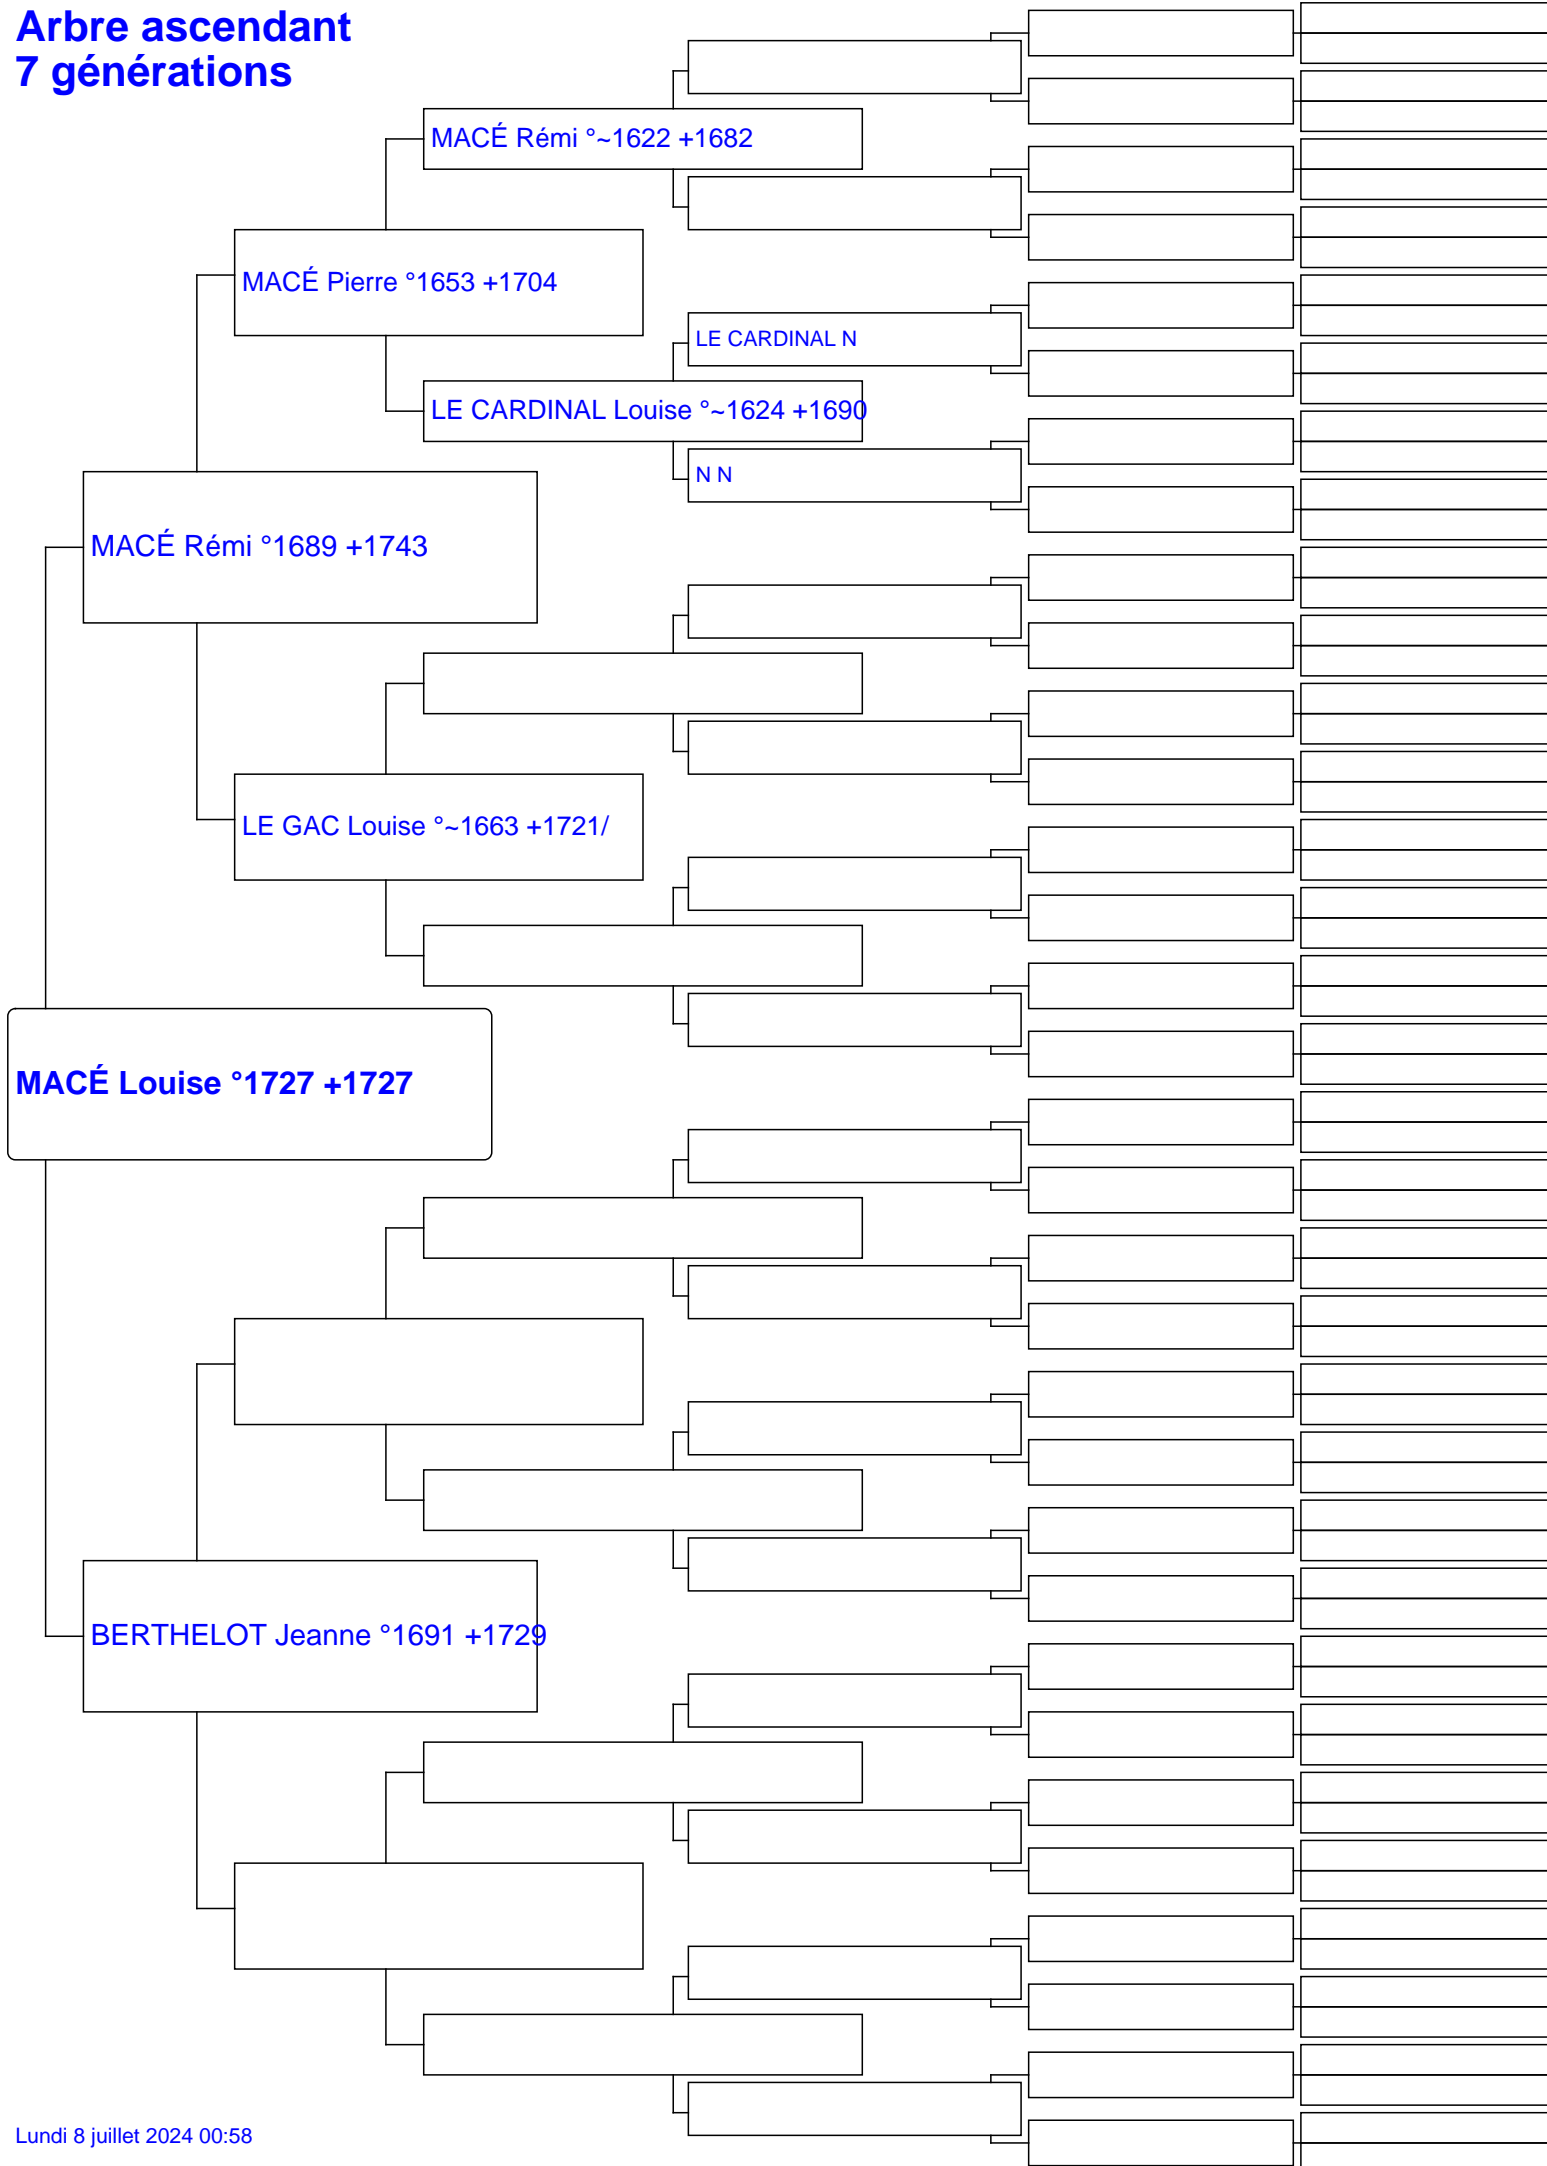 Arbre ascendant
7 générations
MACÉ Rémi °~1622 +1682
MACÉ Pierre °1653 +1704
LE CARDINAL N
LE CARDINAL Louise °~1624 +1690
N N
MACÉ Rémi °1689 +1743
LE GAC Louise °~1663 +1721/
MACÉ Louise °1727 +1727
BERTHELOT Jeanne °1691 +1729
Lundi 8 juillet 2024 00:58